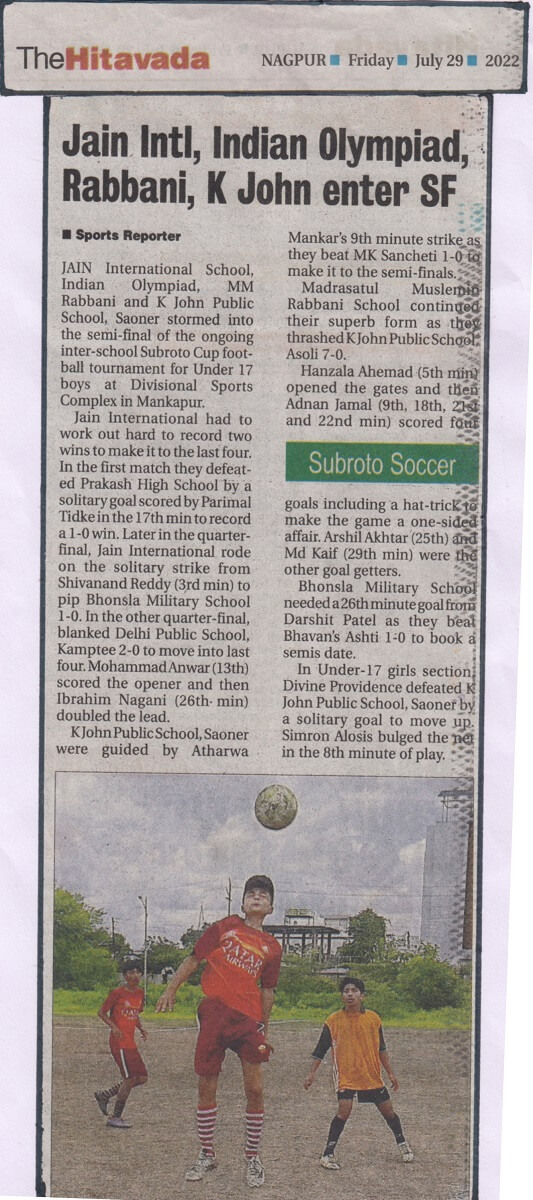 TheHitavada
NAGPUR ■ Friday ■ July 29 ■ 2022
Jain Intl, Indian Olympiad,
Rabbani, K John enter SF
■ Sports Reporter
JAIN International School,
Indian Olympiad, MM
Rabbani and K John Public
School, Saoner stormed into
the semi-final of the ongoing
inter-school Subroto Cup foot-
ball tournament for Under 17
boys at Divisional Sports
Complex in Mankapur.
Jain International had to
work out hard to record two
wins to make it to the last four.
In the first match they defeat-
ed Prakash High School by a
solitary goal scored by Parimal
Tidke in the 17th min to record
a 1-0 win. Later in the quarter-
final, Jain International rode
on the solitary strike from
Shivanand Reddy (3rd min) to
pip Bhonsla Military School
1-0. In the other quarter-final,
blanked Delhi Public School,
Kamptee 2-0 to move into last
four. Mohammad Anwar (13th)
scored the opener and then
Ibrahim Nagani (26th min)
doubled the lead.
K John Public School, Saoner
were guided by Atharwa
Mankar's 9th minute strike as
they beat MK Sancheti 1-0 to
make it to the semi-finals.
Madrasatul Muslemin
Rabbani School continued
their superb form as they
thrashed K John Public School
Asoli 7-0.
Hanzala Ahemad (5th min)
opened the gates and then
Adnan Jamal (9th, 18th, 21st
and 22nd min) scored four
Subroto Soccer
goals including a hat-trick to
make the game a one-sided
affair. Arshil Akhtar (25th) and
Md Kaif (29th min) were the
other goal getters.
Bhonsla Military School
needed a 26th minute goal from
Darshit Patel as they beat
Bhavan's Ashti 1-0 to book a
semis date.
In Under-17 girls section,
Divine Providence defeated K
John Public School, Saoner by
a solitary goal to move up.
Simron Alosis bulged the net
in the 8th minute of play.
QATAR
AIRWAYS